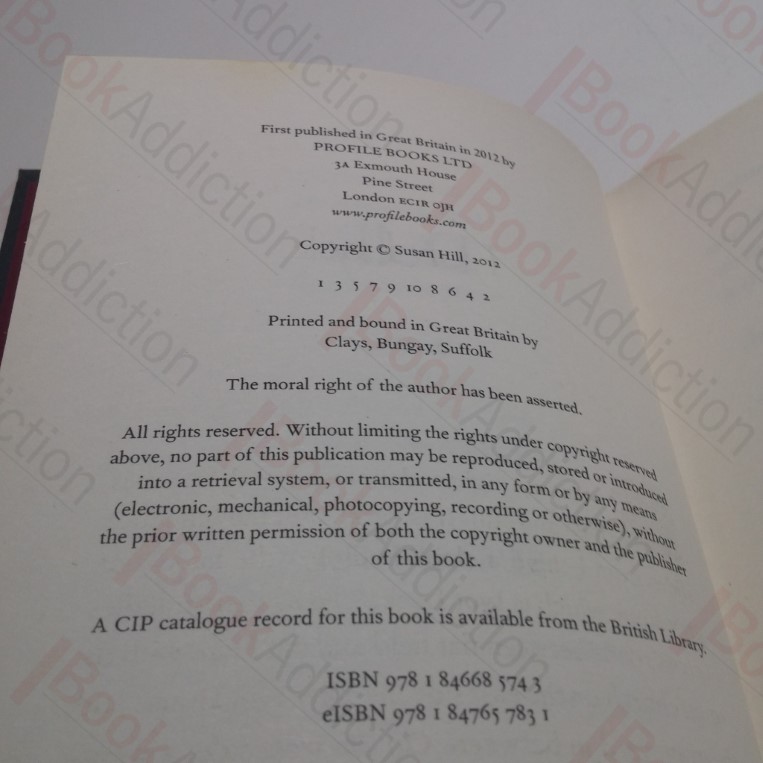 First published in Great Britain in 2012 by
PROFILE BOOKS LTD
3A Exmouth House
Pine Street
London EC1R 0JH
www.profilebooks.com
Copyright © Susan Hill, 2012
1 3 5 7 9 10 8 6 4 2
Printed and bound in Great Britain by
Clays, Bungay, Suffolk
The moral right of the author has been asserted.
All rights reserved. Without limiting the rights under copyright reserved
above, no part of this publication may be reproduced, stored or introduced
into a retrieval system, or transmitted, in any form or by any means
(electronic, mechanical, photocopying, recording or otherwise), without
the prior written permission of both the copyright owner and the publisher
of this book.
A CIP catalogue record for this book is available from the British Library.
ISBN 978 1 84668 574 3
eISBN 978 1 84765 783 1
BookAddiction